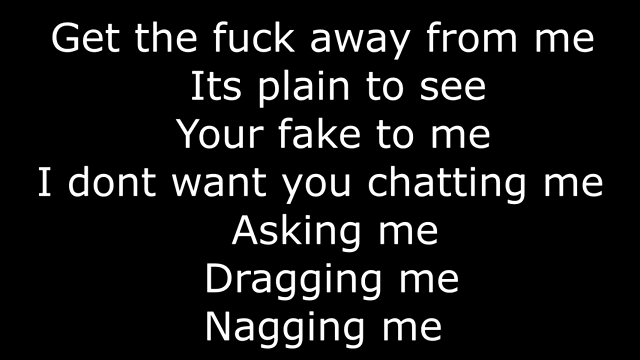 Get the fuck away from me
Its plain to see
Your fake to me
I dont want you chatting me
Asking me
Dragging me
Nagging me